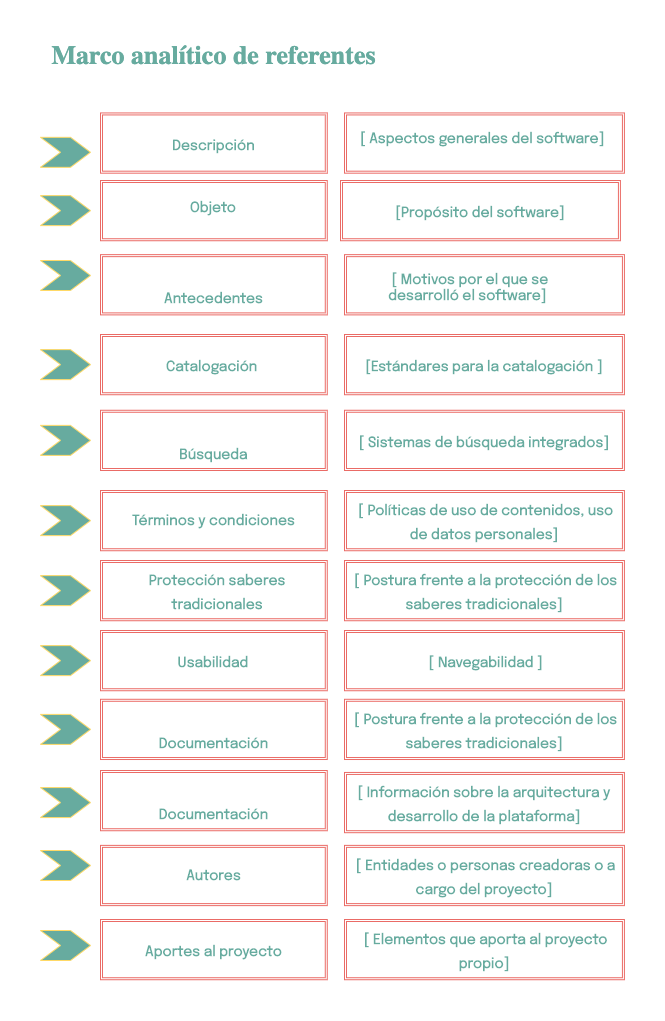 Marco analítico de referentes
Descripción
[ Aspectos generales del software]
Objeto
[Propósito del software]
Antecedentes
[ Motivos por el que se
desarrolló el software]
Catalogación
[Estándares para la catalogación ]
Búsqueda
[ Sistemas de búsqueda integrados]
Términos y condiciones
[ Políticas de uso de contenidos, uso
de datos personales]
Protección saberes
tradicionales
[ Postura frente a la protección de los
saberes tradicionales]
Usabilidad
[ Navegabilidad ]
Documentación
[ Postura frente a la protección de los
saberes tradicionales]
Documentación
[ Información sobre la arquitectura y
desarrollo de la plataforma]
Autores
[ Entidades o personas creadoras o a
cargo del proyecto]
Aportes al proyecto
[ Elementos que aporta al proyecto
propio]